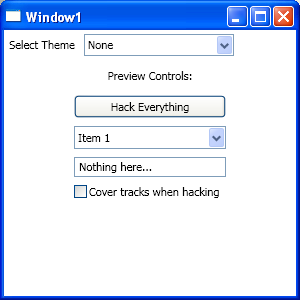 Window1
Select Theme None
Preview Controls:
Hack Everything
Item 1
Nothing here...
Cover tracks when hacking